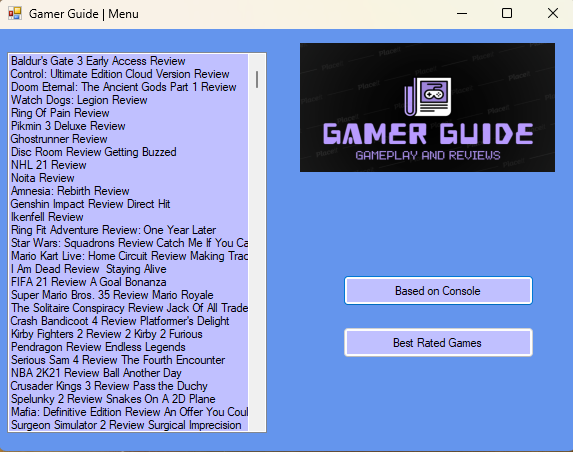 Gamer Guide | Menu
Baldur's Gate 3 Early Access Review
Control: Ultimate Edition Cloud Version Review
Doom Eternal: The Ancient Gods Part 1 Review
Watch Dogs: Legion Review
Ring Of Pain Review
Pikmin 3 Deluxe Review
Ghostrunner Review
Disc Room Review Getting Buzzed
NHL 21 Review
Noita Review
Amnesia: Rebirth Review
Genshin Impact Review Direct Hit
Ikenfell Review
Ring Fit Adventure Review: One Year Later
Star Wars: Squadrons Review Catch Me If You Ca
Mario Kart Live: Home Circuit Review Making Trac
I Am Dead Review  Staying Alive
FIFA 21 Review A Goal Bonanza
Super Mario Bros. 35 Review Mario Royale
The Solitaire Conspiracy Review Jack Of All Trade
Crash Bandicoot 4 Review Platformer's Delight
Kirby Fighters 2 Review 2 Kirby 2 Furious
Pendragon Review Endless Legends
Serious Sam 4 Review The Fourth Encounter
NBA 2K21 Review Ball Another Day
Crusader Kings 3 Review Pass the Duchy
Spelunky 2 Review Snakes On A 2D Plane
Mafia: Definitive Edition Review An Offer You Coul
Surgeon Simulator 2 Review Surgical Imprecision
GAMER GUIDE
GAMEPLAY AND REVIEWS
Based on Console
Best Rated Games